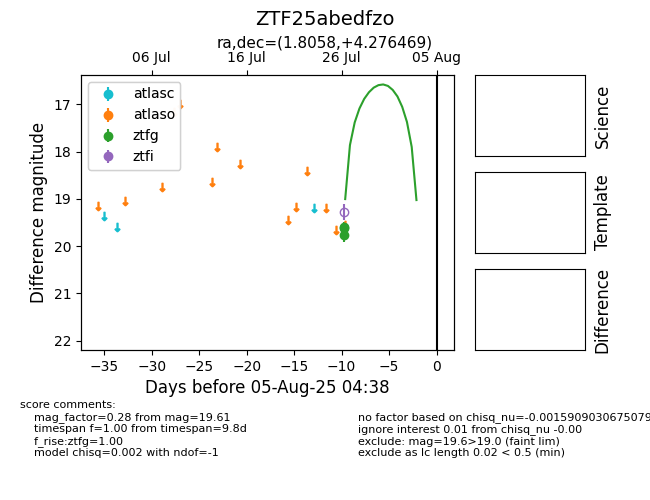 ZTF25abedfzo
ra,dec=(1.8058,+4.276469)
06 Jul 16 Jul 26 Jul 05 Aug
atlasc
atlaso
ztfg
ztfi
17
18
19
20
21
22
Difference magnitude
−35 −30 −25 −20 −15 −10 −5 0
Days before 05-Aug-25 04:38
Science
Template
Difference
score comments:
mag_factor=0.28 from mag=19.61
timespan f=1.00 from timespan=9.8d
f_rise:ztfg=1.00
model chisq=0.002 with ndof=-1
no factor based on chisq_nu=-0.0015909030675079
ignore interest 0.01 from chisq_nu -0.00
exclude: mag=19.6>19.0 (faint lim)
exclude as lc length 0.02 < 0.5 (min)